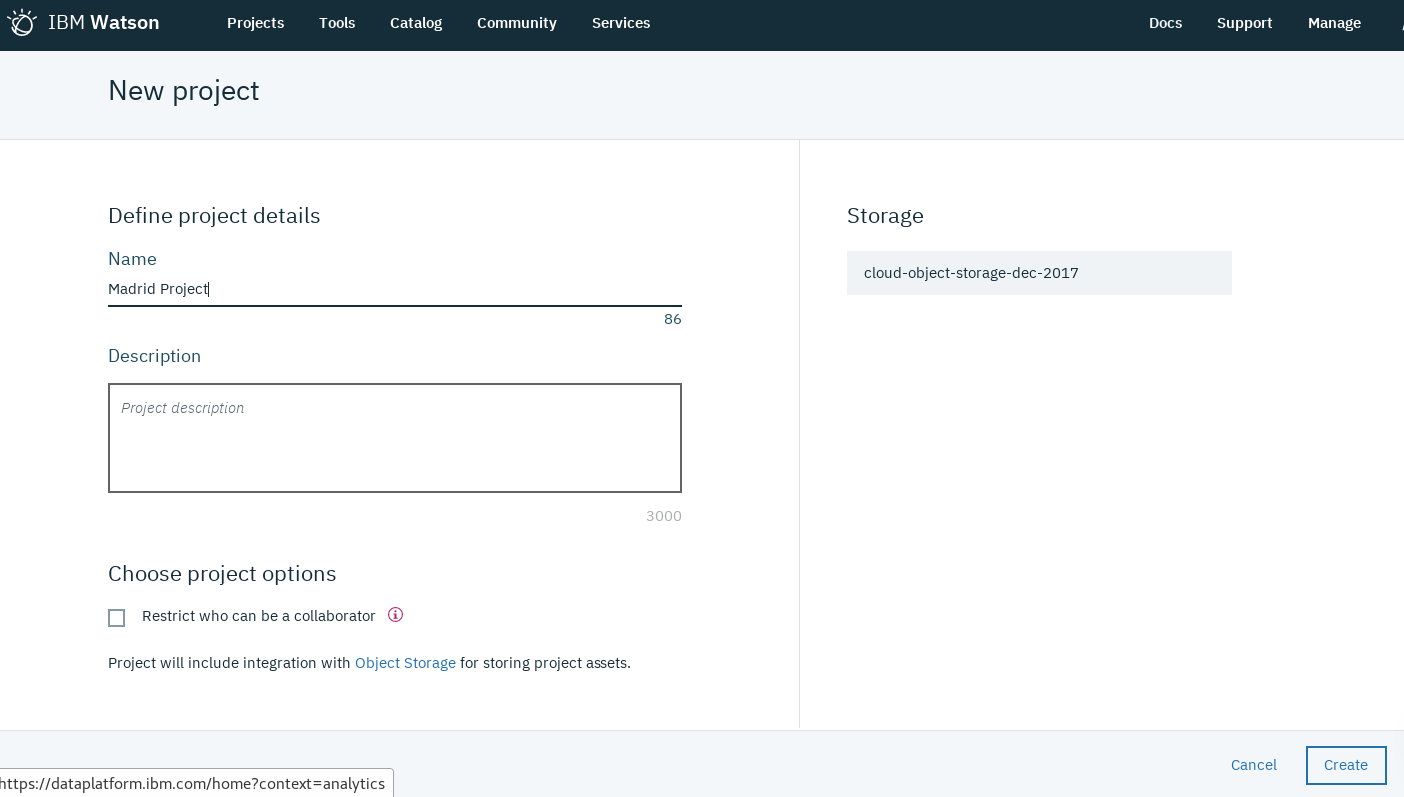 IBM Watson Projects Tools Catalog Community Services Docs Support Manage
New project
Define project details
Name
Madrid Project
86
Description
Project description
3000
Choose project options
Restrict who can be a collaborator
Project will include integration with Object Storage for storing project assets.
Storage
cloud-object-storage-dec-2017
Cancel Create
https://dataplatform.ibm.com/home?context=analytics